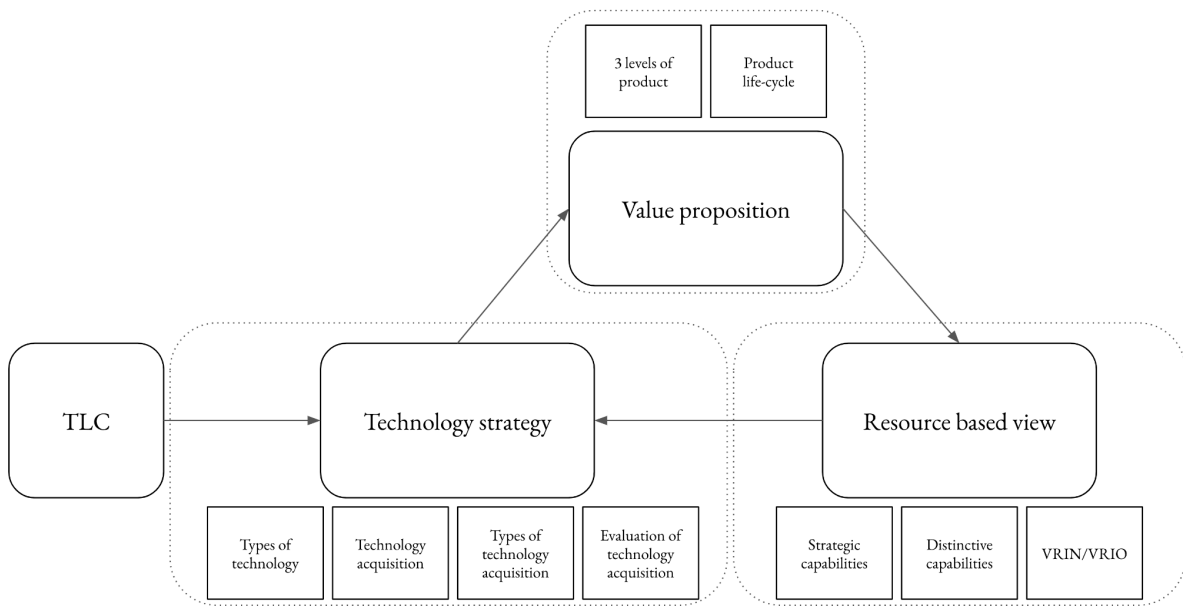 3 levels of
product
Product
life-cycle
Value proposition
TLC
Technology strategy
Resource based view
Types of
technology
Technology
acquisition
Types of
technology
acquisition
Evaluation of
technology
acquisition
Strategic
capabilities
Distinctive
capabilities
VRIN/VRIO